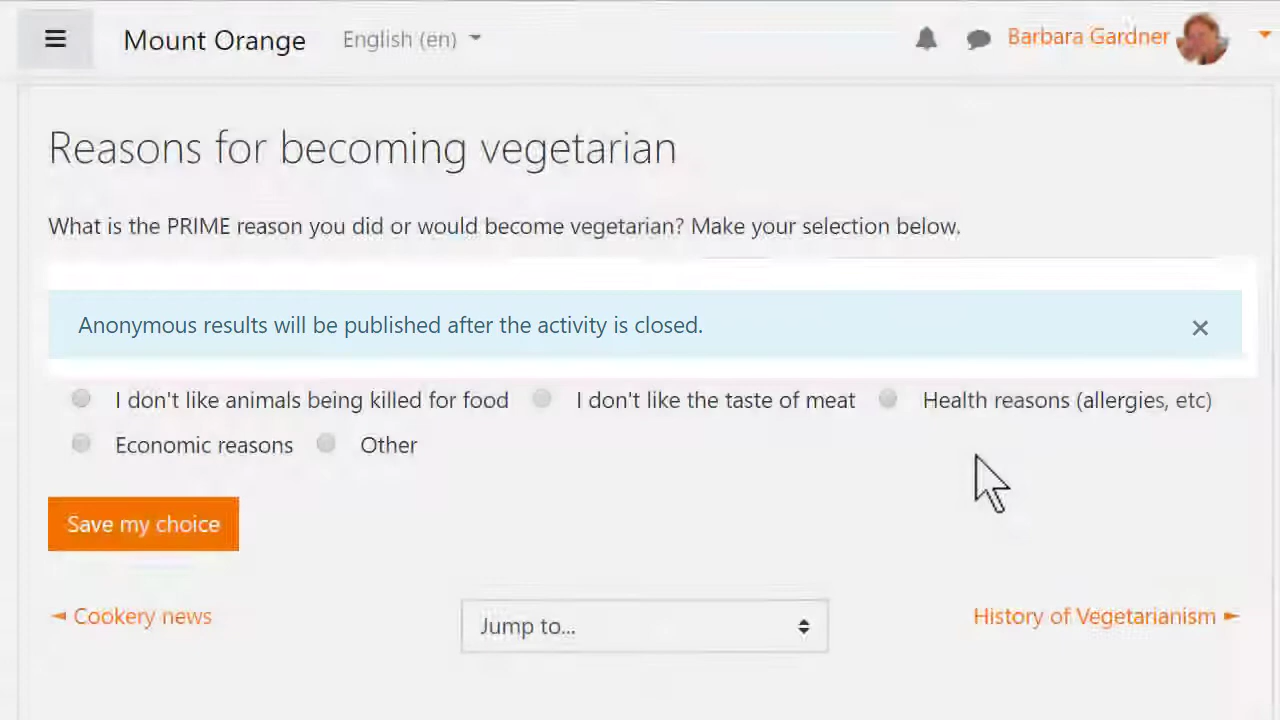 Mount Orange English (en) Barbara Gardner
Reasons for becoming vegetarian
What is the PRIME reason you did or would become vegetarian? Make your selection below.
Anonymous results will be published after the activity is closed. ×
I don't like animals being killed for food I don't like the taste of meat Health reasons (allergies, etc)
Economic reasons Other
Save my choice
◄ Cookery news Jump to... History of Vegetarianism ►